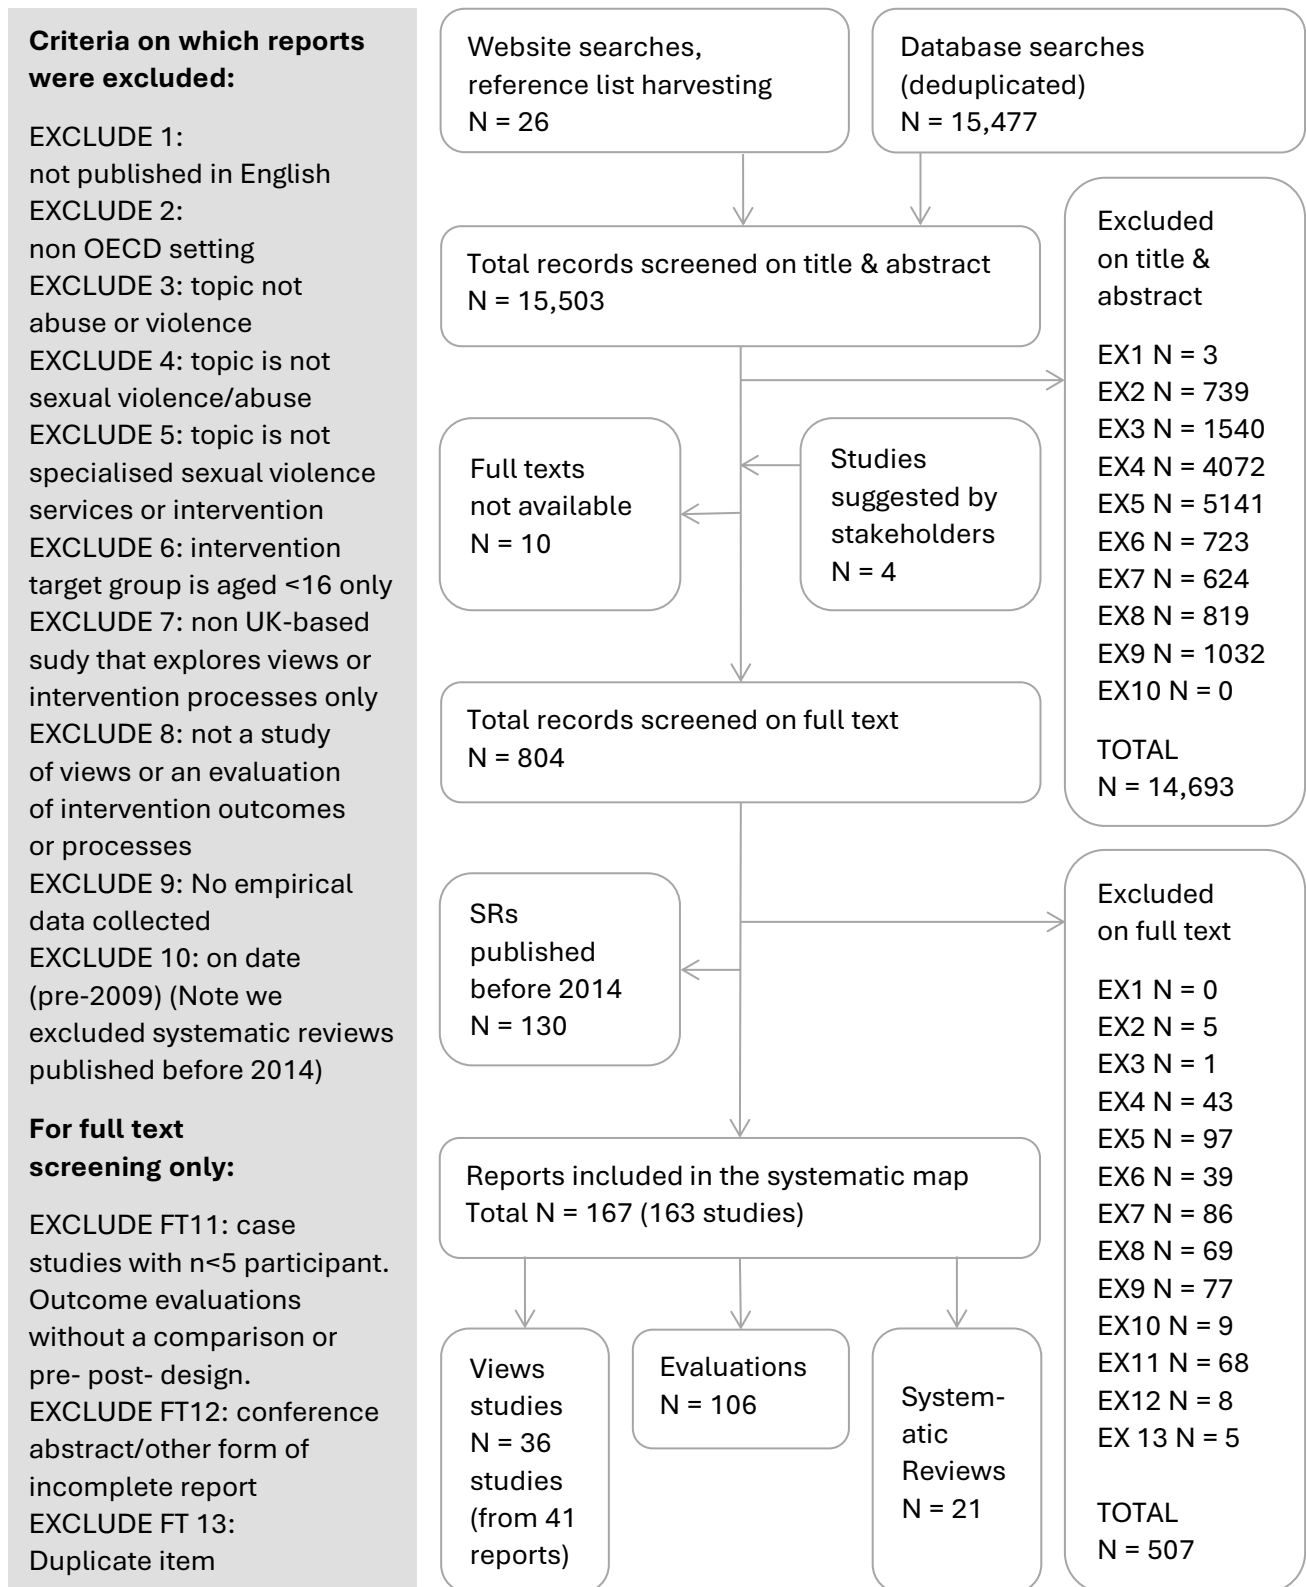 Criteria on which reports
were excluded:
EXCLUDE 1:
not published in English
EXCLUDE 2:
non OECD setting
EXCLUDE 3: topic not
abuse or violence
EXCLUDE 4: topic is not
sexual violence/abuse
EXCLUDE 5: topic is not
specialised sexual violence
services or intervention
EXCLUDE 6: intervention
target group is aged <16 only
EXCLUDE 7: non UK-based
sudy that explores views or
intervention processes only
EXCLUDE 8: not a study
of views or an evaluation
of intervention outcomes
or processes
EXCLUDE 9: No empirical
data collected
EXCLUDE 10: on date
(pre-2009) (Note we
excluded systematic reviews
published before 2014)
For full text
screening only:
EXCLUDE FT11: case
studies with n<5 participant.
Outcome evaluations
without a comparison or
pre- post- design.
EXCLUDE FT12: conference
abstract/other form of
incomplete report
EXCLUDE FT 13:
Duplicate item
Website searches,
reference list harvesting
N = 26
Database searches
(deduplicated)
N = 15,477
Total records screened on title & abstract
N = 15,503
Excluded
on title &
abstract
EX1 N = 3
EX2 N = 739
EX3 N = 1540
EX4 N = 4072
EX5 N = 5141
EX6 N = 723
EX7 N = 624
EX8 N = 819
EX9 N = 1032
EX10 N = 0
TOTAL
N = 14,693
Full texts
not available
N = 10
Studies
suggested by
stakeholders
N = 4
Total records screened on full text
N = 804
SRs
published
before 2014
N = 130
Excluded
on full text
EX1 N = 0
EX2 N = 5
EX3 N = 1
EX4 N = 43
EX5 N = 97
EX6 N = 39
EX7 N = 86
EX8 N = 69
EX9 N = 77
EX10 N = 9
EX11 N = 68
EX12 N = 8
EX 13 N = 5
TOTAL
N = 507
Reports included in the systematic map
Total N = 167 (163 studies)
Views
studies
N = 36
studies
(from 41
reports)
Evaluations
N = 106
System-
atic
Reviews
N = 21